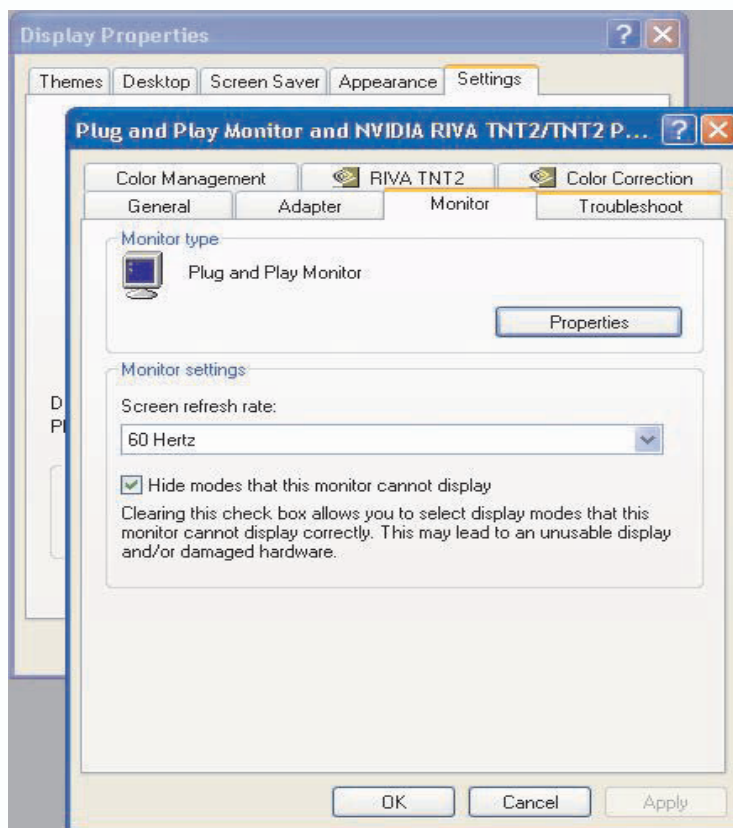 Display Properties
Themes Desktop Screen Saver Appearance Settings
Plug and Play Monitor and NVIDIA RIVA TNT2/TNT2 P...
Color Management RIVA TNT2 Color Correction
General Adapter Monitor Troubleshoot
Monitor type
Plug and Play Monitor
Properties
Monitor settings
D
Screen refresh rate:
Pl
60 Hertz
Hide modes that this monitor cannot display
Clearing this check box allows you to select display modes that this
monitor cannot display correctly. This may lead to an unusable display
and/or damaged hardware.
OK Cancel Apply